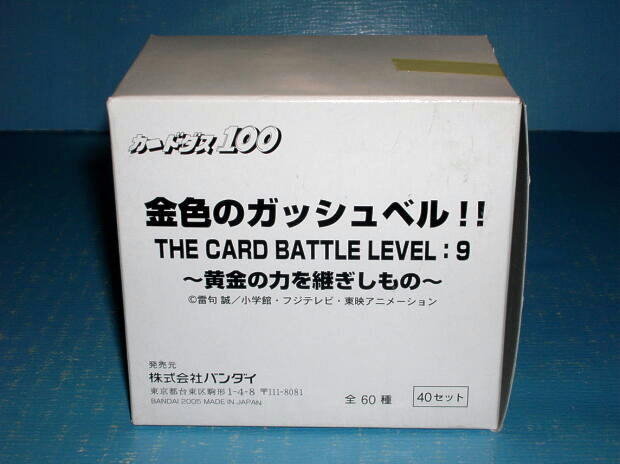 カードダス100
金色のガッシュベル!!
THE CARD BATTLE LEVEL:9
～黄金の力を継ぎしもの～
©雷句 誠／小学館・フジテレビ・東映アニメーション
発売元
株式会社バンダイ
東京都台東区駒形1-4-8 〒111-8081
BANDAI 2005 MADE IN JAPAN
全60種 40セット